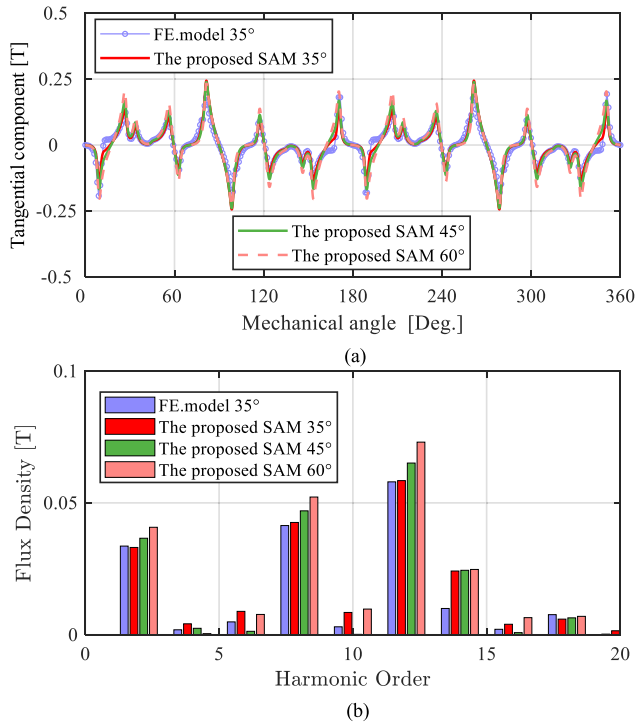 0.5
0.25
0
-0.25
-0.5
Tangential component [T]
FE.model 35°
The proposed SAM 35°
The proposed SAM 45°
The proposed SAM 60°
0 60 120 180 240 300 360
Mechanical angle [Deg.]
(a)
0.1
0.05
0
Flux Density [T]
FE.model 35°
The proposed SAM 35°
The proposed SAM 45°
The proposed SAM 60°
0 5 10 15 20
Harmonic Order
(b)